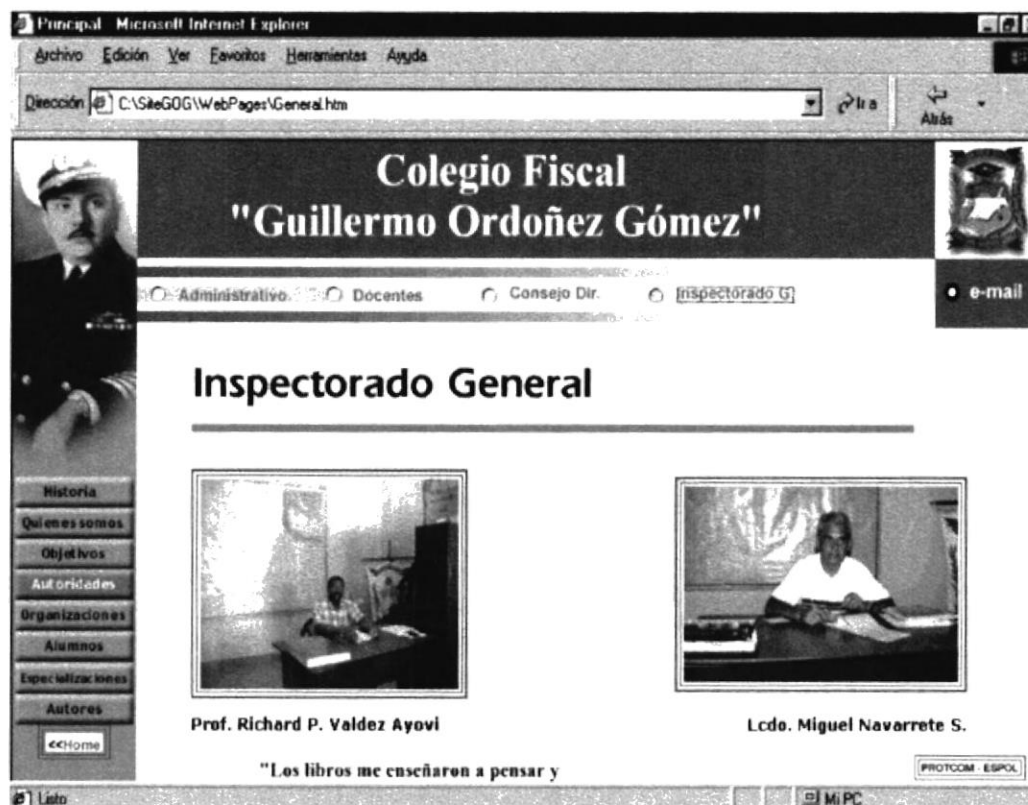 Principal - Microsoft Internet Explorer
Archivo Edición Ver Favoritos Herramientas Ayuda
Dirección C:\SiteGOG\WebPages\General.htm Ir a Atrás
Colegio Fiscal
"Guillermo Ordoñez Gómez"
Administrativo. Docentes Consejo Dir. Inspectorado G. e-mail
Inspectorado General
Historia
Quienes somos
Objetivos
Autoridades
Organizaciones
Alumnos
Especializaciones
Autores
<<Home
Prof. Richard P. Valdez Ayovi Lcdo. Miguel Navarrete S.
"Los libros me enseñaron a pensar y
PROTCOM - ESPOL
Listo Mi PC